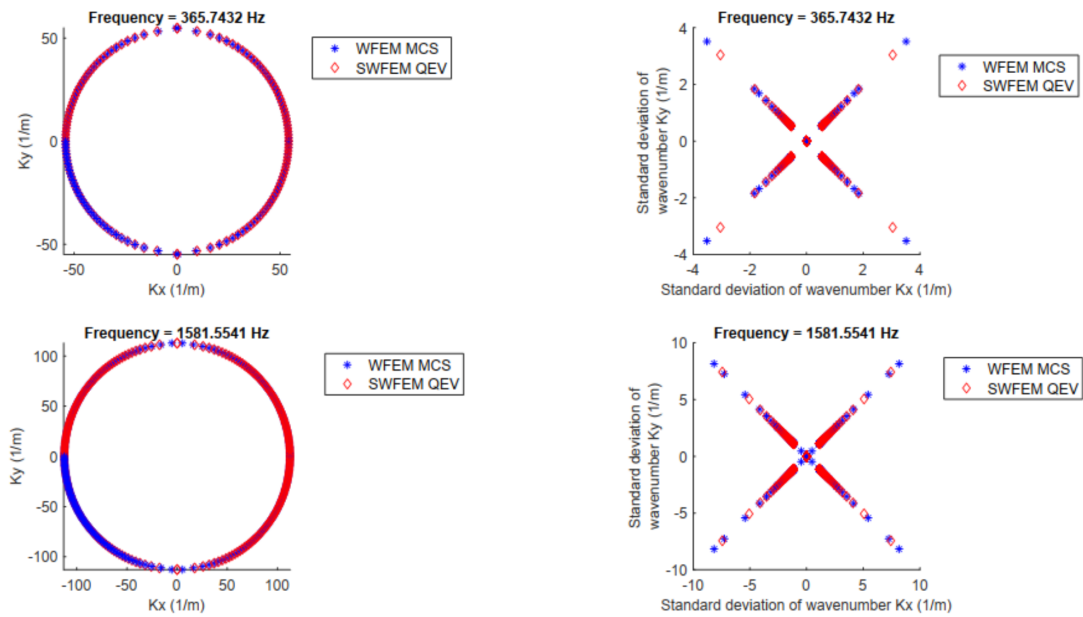 Frequency = 365.7432 Hz
50
0
-50
Ky (1/m)
-50
0
50
Kx (1/m)
WFEM MCS
SWFEM QEV
Frequency = 365.7432 Hz
4
2
0
-2
-4
Standard deviation of
wavenumber Ky (1/m)
-4
-2
0
2
4
Standard deviation of wavenumber Kx (1/m)
WFEM MCS
SWFEM QEV
Frequency = 1581.5541 Hz
100
50
0
-50
-100
Ky (1/m)
-100
-50
0
50
100
Kx (1/m)
WFEM MCS
SWFEM QEV
Frequency = 1581.5541 Hz
10
5
0
-5
-10
Standard deviation of
wavenumber Ky (1/m)
-10
-5
0
5
10
Standard deviation of wavenumber Kx (1/m)
WFEM MCS
SWFEM QEV